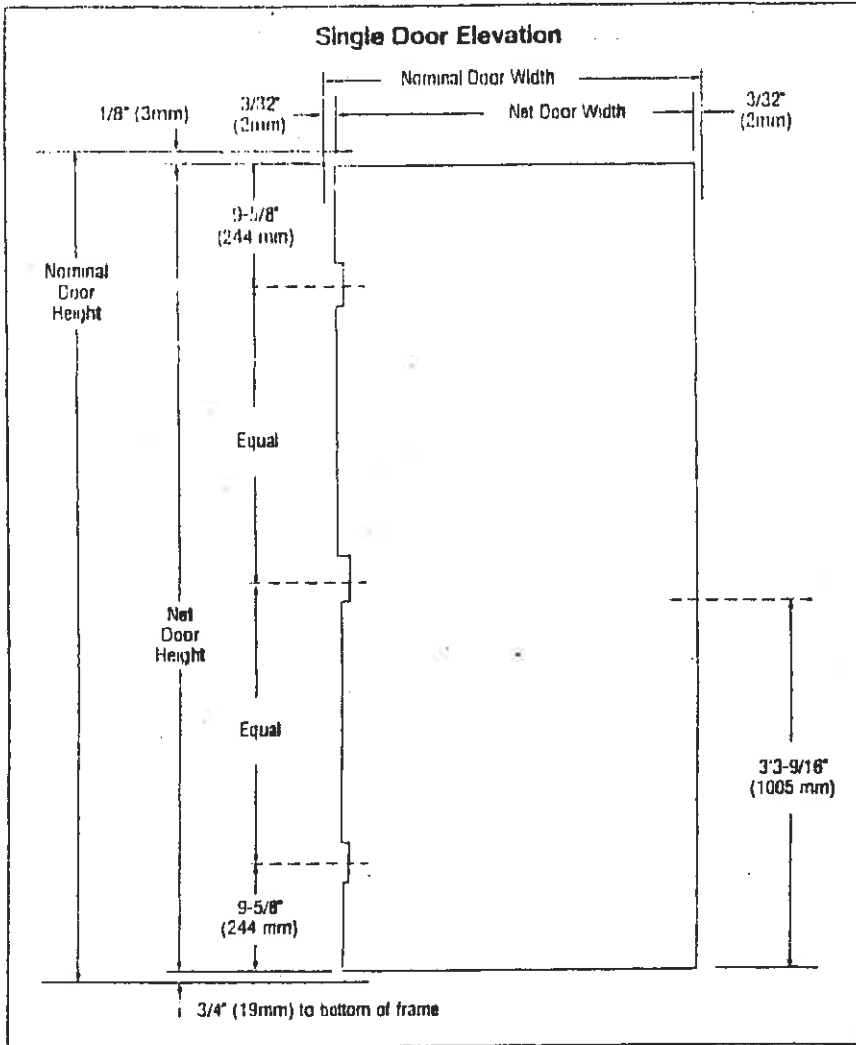 Single Door Elevation
Nominal Door Width
1/8" (3mm)
3/32"
(2mm)
Net Door Width
3/32"
(2mm)
9-5/8"
(244 mm)
Nominal
Door
Height
Equal
Net
Door
Height
Equal
3'3-9/16"
(1005 mm)
9-5/8"
(244 mm)
3/4" (19mm) to bottom of frame